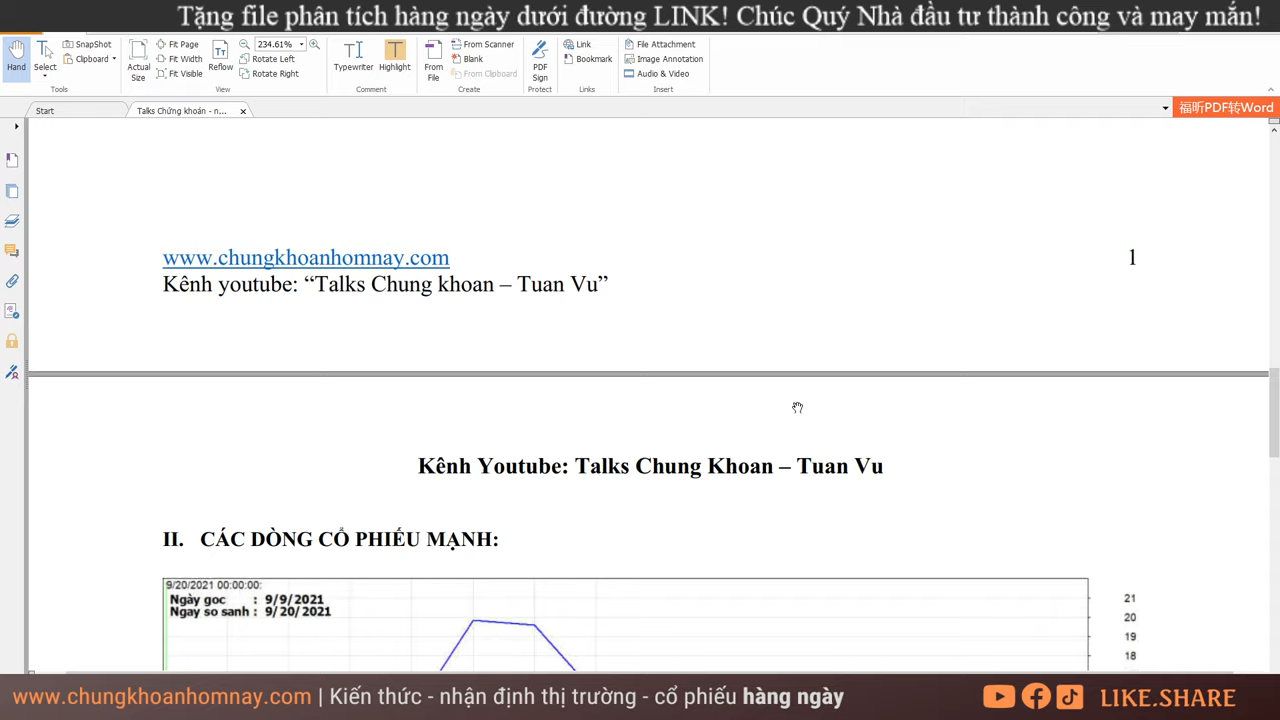 Tặng file phân tích hàng ngày dưới đường LINK! Chúc Quý Nhà đầu tư thành công và may mắn!
Hand
Select
SnapShot
Clipboard
Tools
Actual Size
Fit Page
Fit Width
Fit Visible
Reflow
234.61%
Rotate Left
Rotate Right
View
Typewriter
Highlight
Comment
From File
From Scanner
Blank
From Clipboard
Create
PDF Sign
Protect
Link
Bookmark
Links
File Attachment
Image Annotation
Audio & Video
Insert
Start
Talks Chứng khoán - n...
福昕PDF转Word
www.chungkhoanhomnay.com 1
Kênh youtube: “Talks Chung khoan – Tuan Vu”
Kênh Youtube: Talks Chung Khoan – Tuan Vu
II. CÁC DÒNG CỔ PHIẾU MẠNH:
9/20/2021 00:00:00:
Ngày goc : 9/9/2021
Ngay so sanh : 9/20/2021
21
20
19
18
www.chungkhoanhomnay.com | Kiến thức - nhận định thị trường - cổ phiếu hàng ngày
LIKE.SHARE